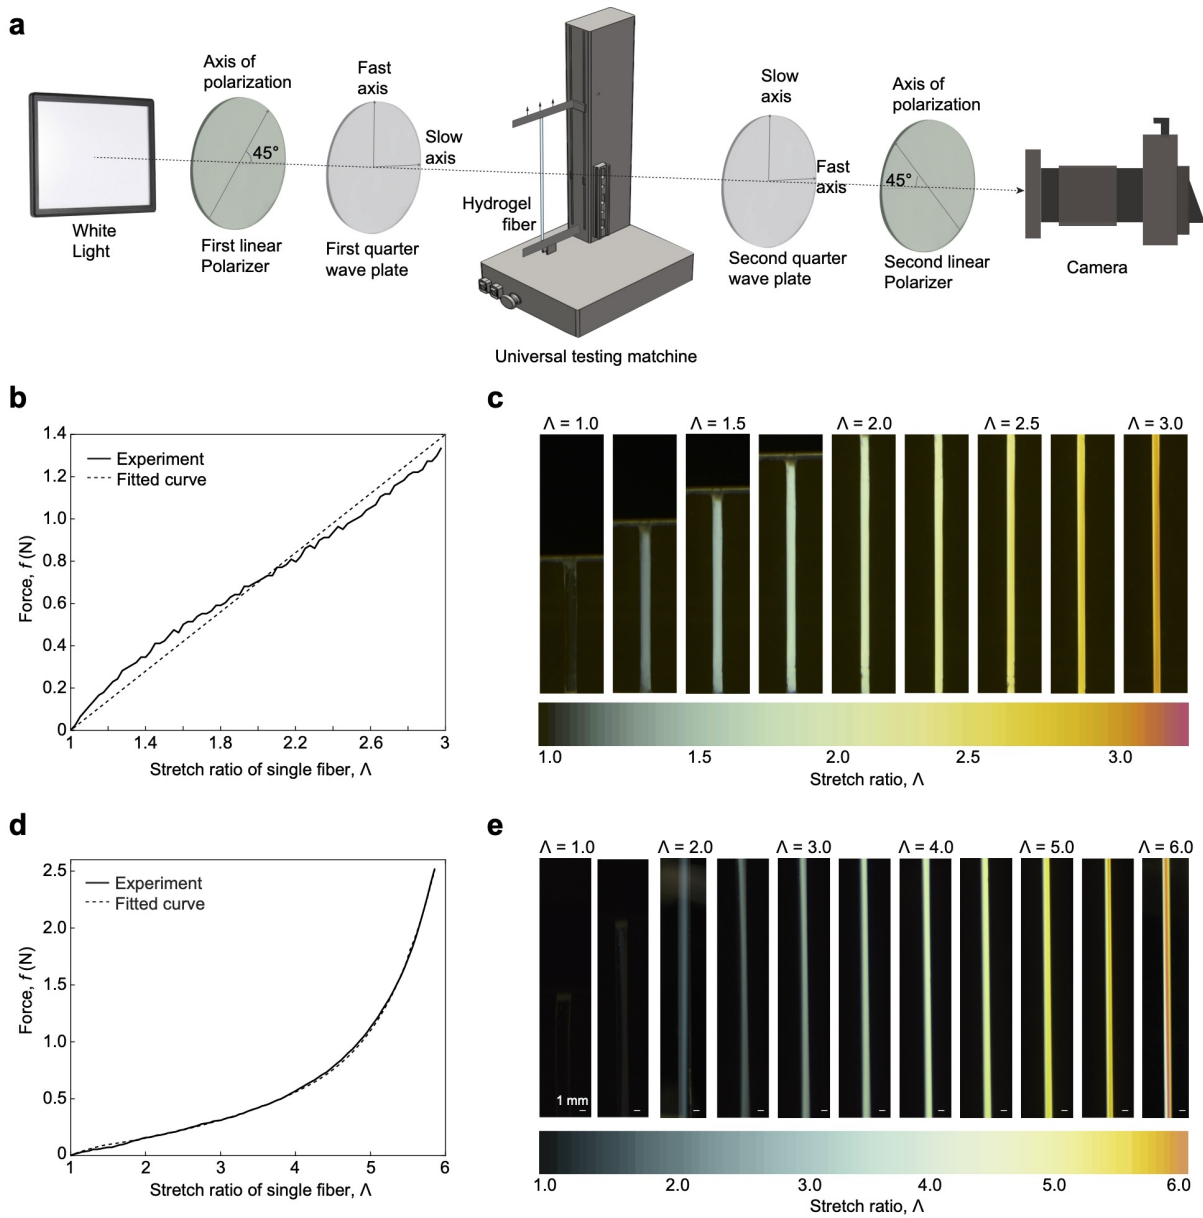 a
Axis of
polarization
Fast
axis
Slow
axis
Slow
axis
Axis of
polarization
45°
Fast
axis
45°
Hydrogel
fiber
White
Light
First linear
Polarizer
First quarter
wave plate
Second quarter
wave plate
Second linear
Polarizer
Camera
Universal testing matchine
b
1.4
1.2
1.0
0.8
0.6
0.4
0.2
0
Force, f (N)
Experiment
Fitted curve
1 1.4 1.8 2.2 2.6 3
Stretch ratio of single fiber, Λ
c
Λ = 1.0 Λ = 1.5 Λ = 2.0 Λ = 2.5 Λ = 3.0
1.0 1.5 2.0 2.5 3.0
Stretch ratio, Λ
d
2.5
2.0
1.5
1.0
0.5
0
Force, f (N)
Experiment
Fitted curve
1 2 3 4 5 6
Stretch ratio of single fiber, Λ
e
Λ = 1.0 Λ = 2.0 Λ = 3.0 Λ = 4.0 Λ = 5.0 Λ = 6.0
1 mm
1.0 2.0 3.0 4.0 5.0 6.0
Stretch ratio, Λ